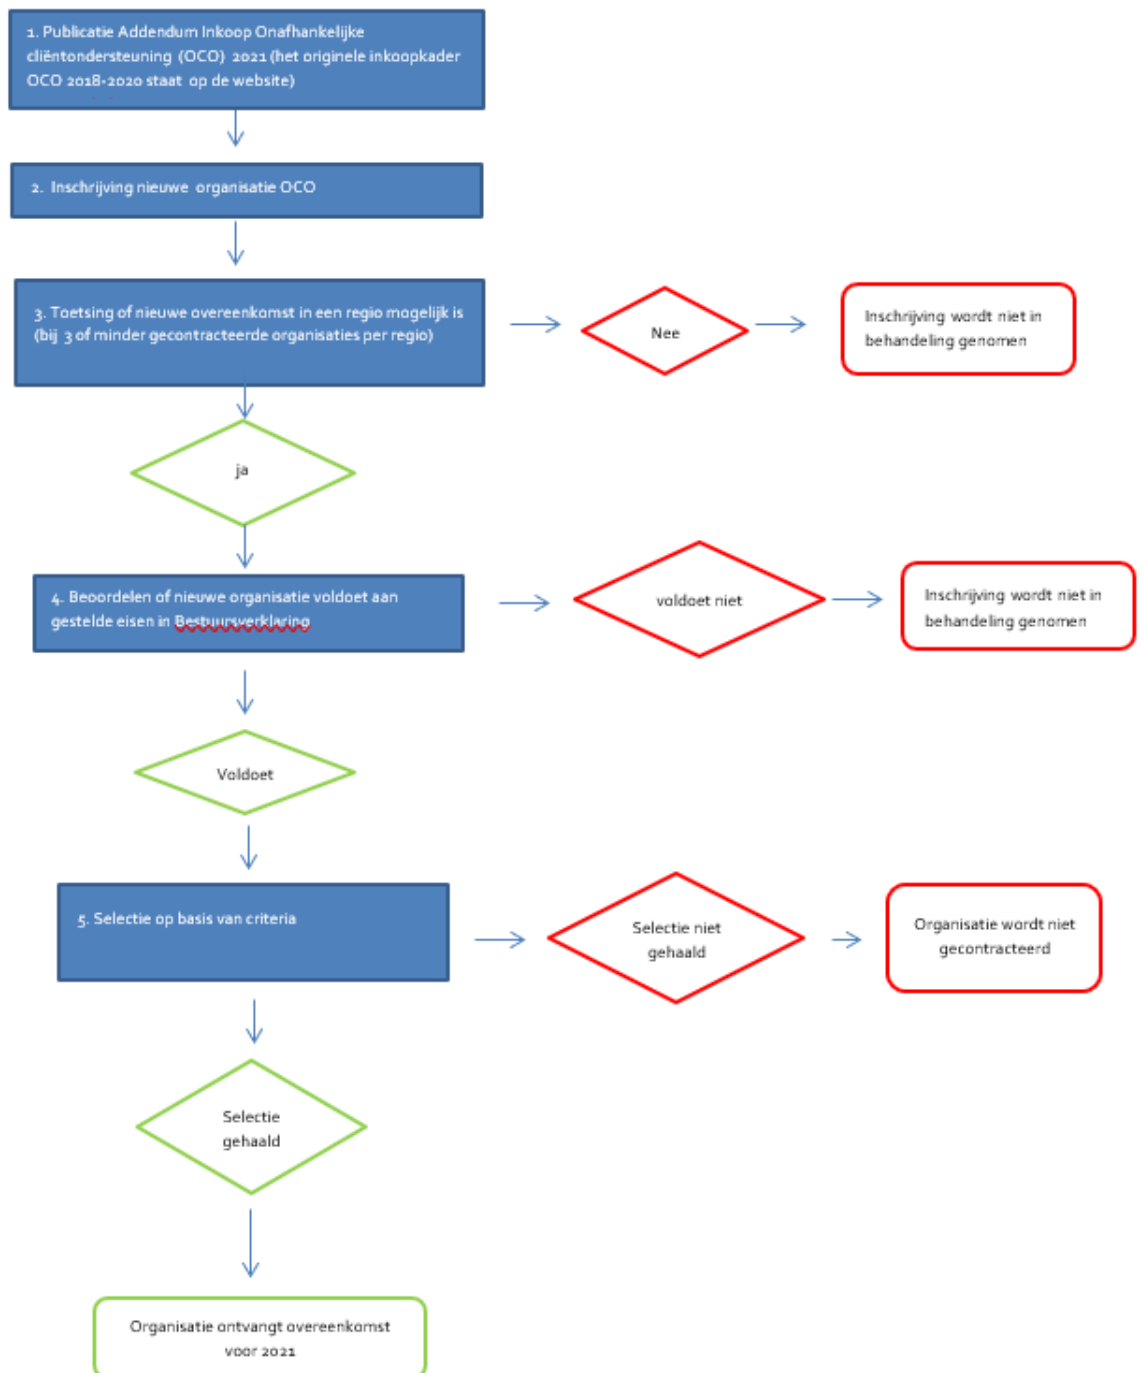 1. Publicatie Addendum Inkoop Onafhankelijke
cliëntondersteuning (OCO) 2021 (het originele inkoopkader
OCO 2018-2020 staat op de website)
2. Inschrijving nieuwe organisatie OCO
3. Toetsing of nieuwe overeenkomst in een regio mogelijk is
(bij 3 of minder gecontracteerde organisaties per regio)
Nee
Inschrijving wordt niet in
behandeling genomen
ja
4. Beoordelen of nieuwe organisatie voldoet aan
gestelde eisen in Bestuursverklaring
voldoet niet
Inschrijving wordt niet in
behandeling genomen
Voldoet
5. Selectie op basis van criteria
Selectie niet
gehaald
Organisatie wordt niet
gecontracteerd
Selectie
gehaald
Organisatie ontvangt overeenkomst
voor 2021